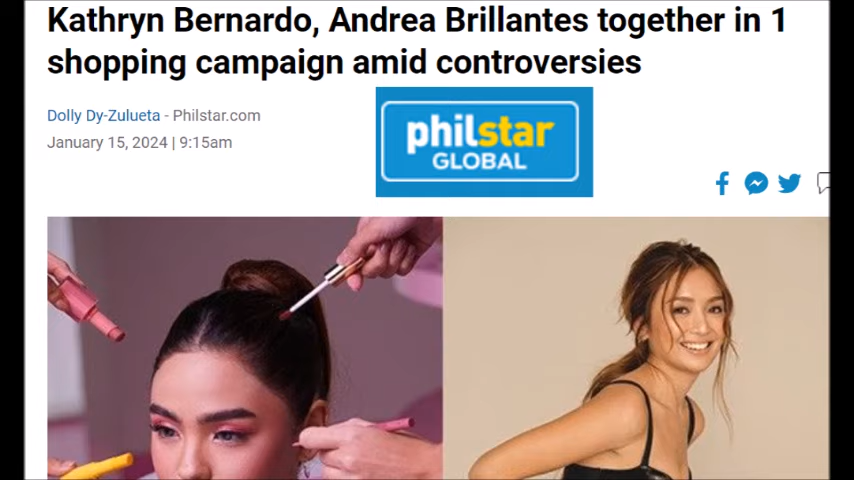 Kathryn Bernardo, Andrea Brillantes together in 1
shopping campaign amid controversies
Dolly Dy-Zulueta - Philstar.com
January 15, 2024 | 9:15am
philstar
GLOBAL